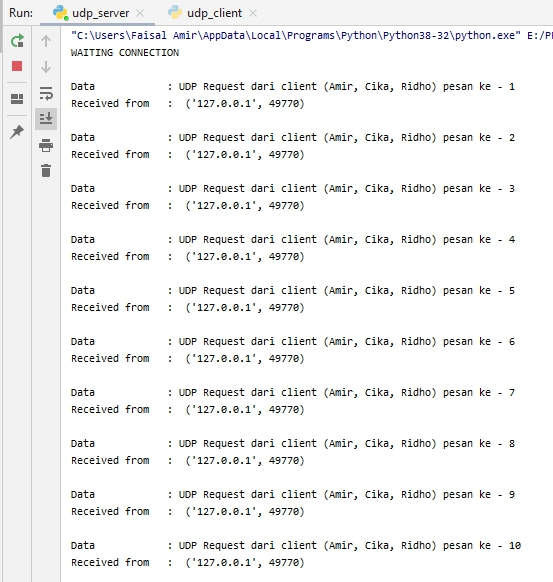 Run: udp_server × udp_client ×
"C:\Users\Faisal Amir\AppData\Local\Programs\Python\Python38-32\python.exe" E:/P
WAITING CONNECTION
Data : UDP Request dari client (Amir, Cika, Ridho) pesan ke - 1
Received from : ('127.0.0.1', 49770)
Data : UDP Request dari client (Amir, Cika, Ridho) pesan ke - 2
Received from : ('127.0.0.1', 49770)
Data : UDP Request dari client (Amir, Cika, Ridho) pesan ke - 3
Received from : ('127.0.0.1', 49770)
Data : UDP Request dari client (Amir, Cika, Ridho) pesan ke - 4
Received from : ('127.0.0.1', 49770)
Data : UDP Request dari client (Amir, Cika, Ridho) pesan ke - 5
Received from : ('127.0.0.1', 49770)
Data : UDP Request dari client (Amir, Cika, Ridho) pesan ke - 6
Received from : ('127.0.0.1', 49770)
Data : UDP Request dari client (Amir, Cika, Ridho) pesan ke - 7
Received from : ('127.0.0.1', 49770)
Data : UDP Request dari client (Amir, Cika, Ridho) pesan ke - 8
Received from : ('127.0.0.1', 49770)
Data : UDP Request dari client (Amir, Cika, Ridho) pesan ke - 9
Received from : ('127.0.0.1', 49770)
Data : UDP Request dari client (Amir, Cika, Ridho) pesan ke - 10
Received from : ('127.0.0.1', 49770)